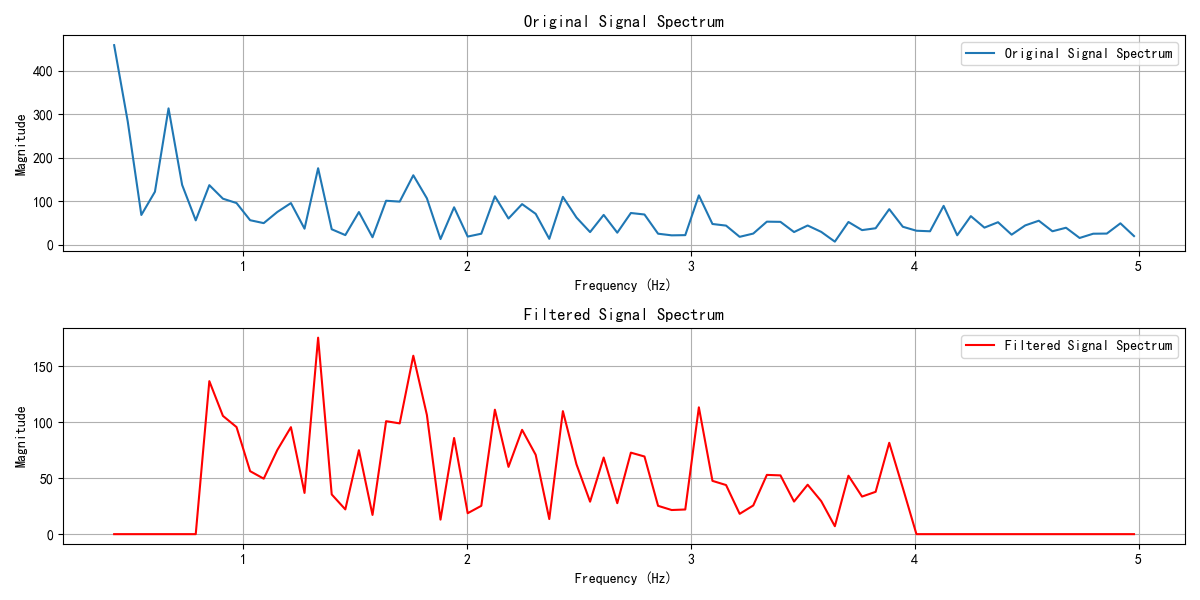 Original Signal Spectrum
Original Signal Spectrum
400
300
200
100
0
Magnitude
1 2 3 4 5
Frequency (Hz)
Filtered Signal Spectrum
Filtered Signal Spectrum
150
100
50
0
Magnitude
1 2 3 4 5
Frequency (Hz)